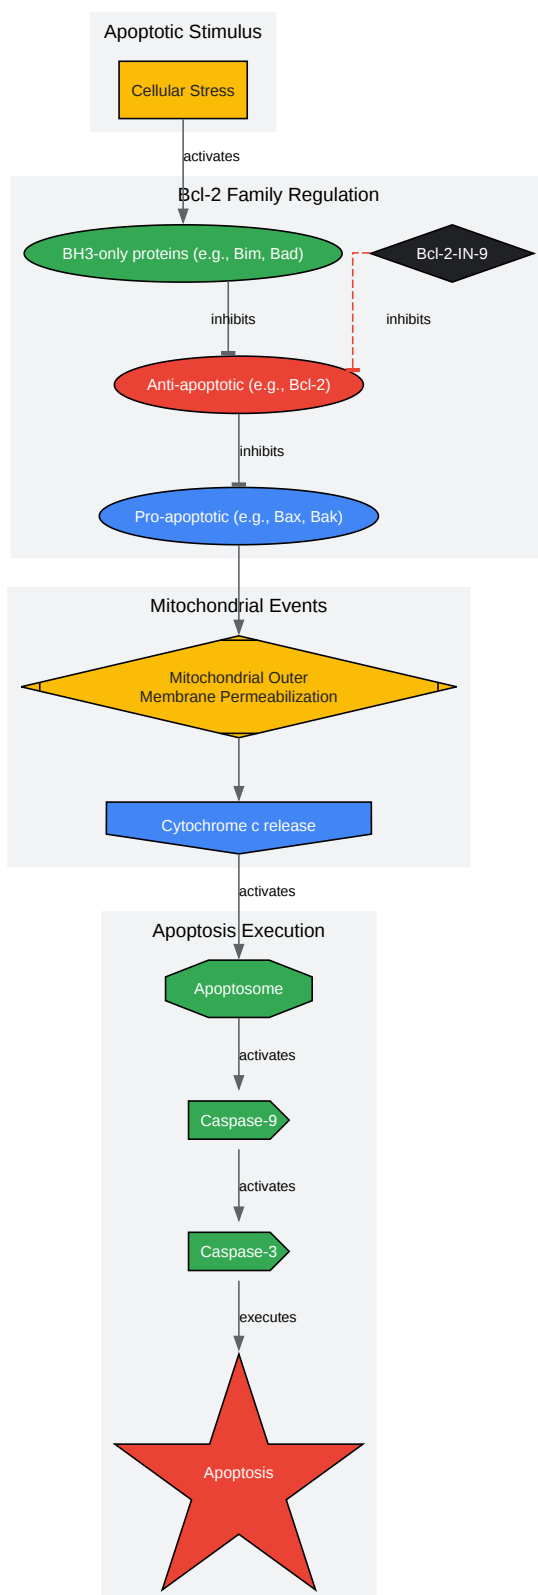 Apoptotic Stimulus
Cellular Stress
activates
Bcl-2 Family Regulation
BH3-only proteins (e.g., Bim, Bad)
Bcl-2-IN-9
inhibits
inhibits
Anti-apoptotic (e.g., Bcl-2)
inhibits
Pro-apoptotic (e.g., Bax, Bak)
Mitochondrial Events
Mitochondrial Outer
Membrane Permeabilization
Cytochrome c release
activates
Apoptosis Execution
Apoptosome
activates
Caspase-9
activates
Caspase-3
executes
Apoptosis